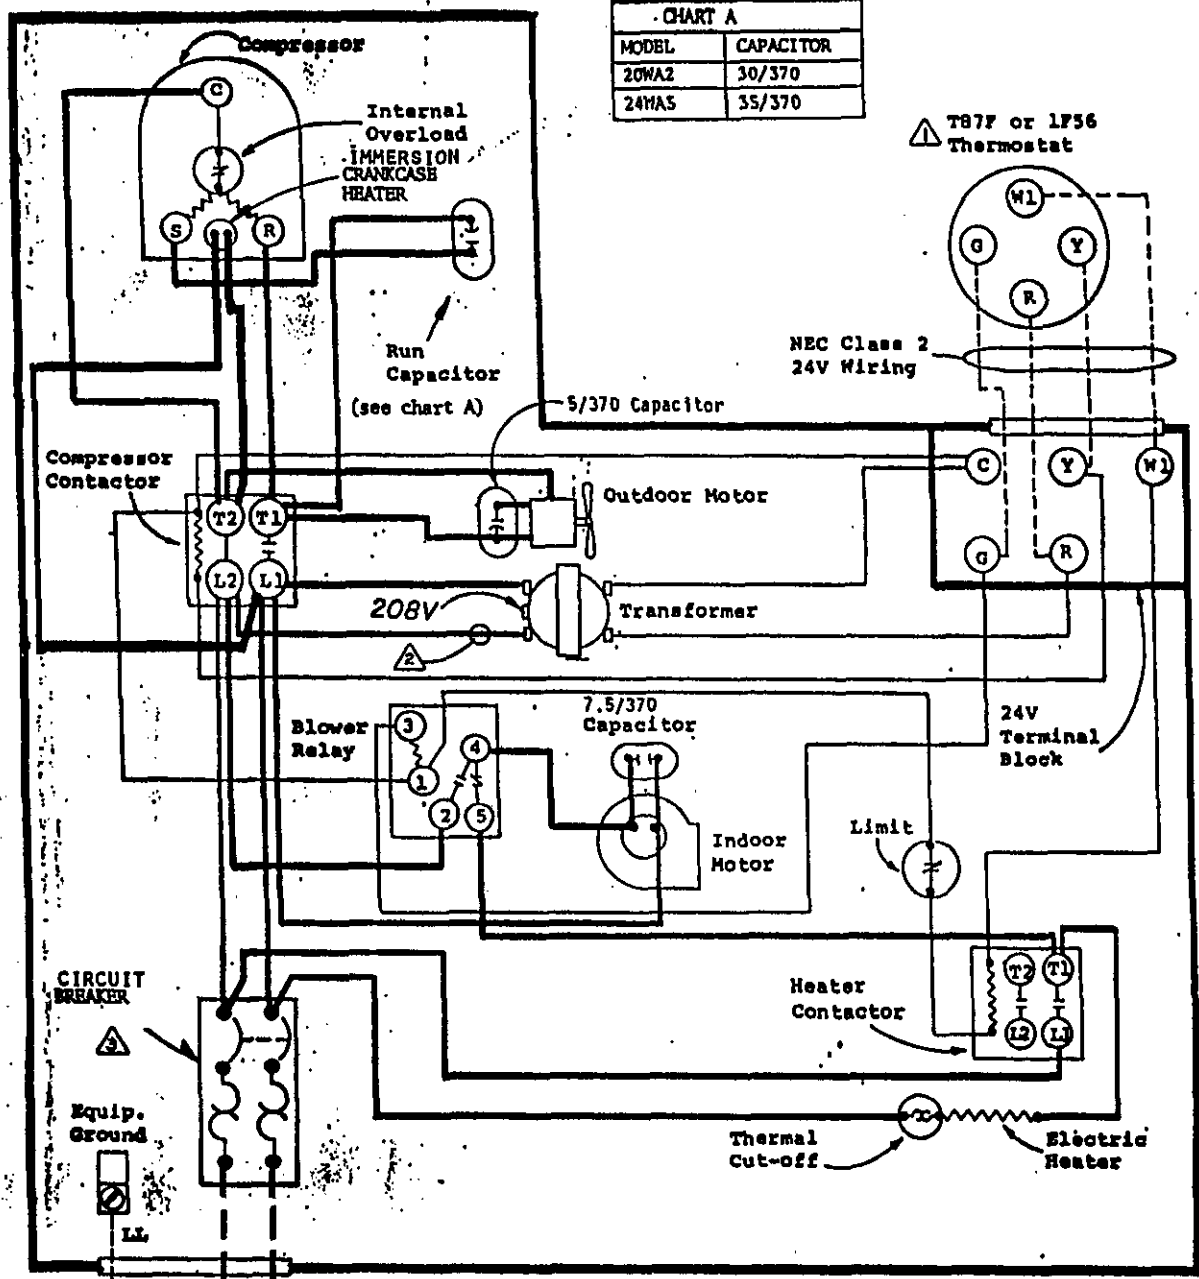 CHART A
MODEL CAPACITOR
20WA2 30/370
24WA5 35/370
Compressor
C
Internal
Overload
IMMERSION
CRANKCASE
HEATER
S
R
Run
Capacitor
(see chart A)
1
T87F or 1F56
Thermostat
W1
G
Y
R
NEC Class 2
24V Wiring
5/370 Capacitor
Compressor
Contactor
T2
T1
L2
L1
Outdoor Motor
C
Y
W1
G
R
208V
Transformer
2
24V
Terminal
Block
Blower
Relay
3
4
1
2
5
7.5/370
Capacitor
Indoor
Motor
Limit
Heater
Contactor
T2
T1
L2
L1
CIRCUIT
BREAKER
3
Equip.
Ground
LL
Thermal
Cut-off
Electric
Heater